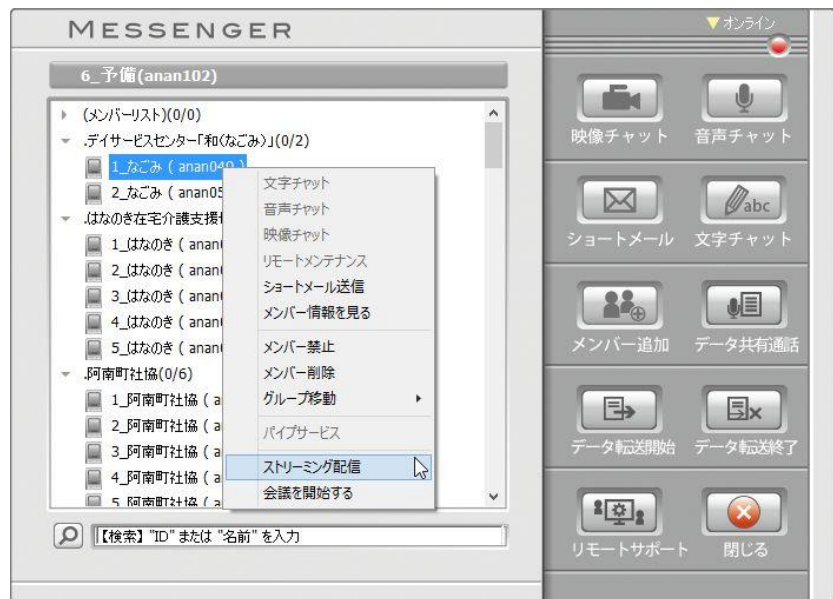 MESSENGER
▼オンライン
6_予備(anan102)
(メンバーリスト)(0/0)
.デイサービスセンター「和(なごみ)」(0/2)
1_なごみ ( anan040 )
2_なごみ ( anan05
.はなのき在宅介護支援
1_はなのき ( anan
2_はなのき ( anan
3_はなのき ( anan
4_はなのき ( anan
5_はなのき ( anan
.阿南町社協(0/6)
1_阿南町社協 ( a
2_阿南町社協 ( a
3_阿南町社協 ( a
4_阿南町社協 ( a
5_阿南町社協 ( a
文字チャット
音声チャット
映像チャット
リモートメンテナンス
ショートメール送信
メンバー情報を見る
メンバー禁止
メンバー削除
グループ移動
パイプサービス
ストリーミング配信
会議を開始する
【検索】 "ID" または "名前" を入力
映像チャット 音声チャット
abc
ショートメール 文字チャット
メンバー追加 データ共有通話
データ転送開始 データ転送終了
リモートサポート 閉じる